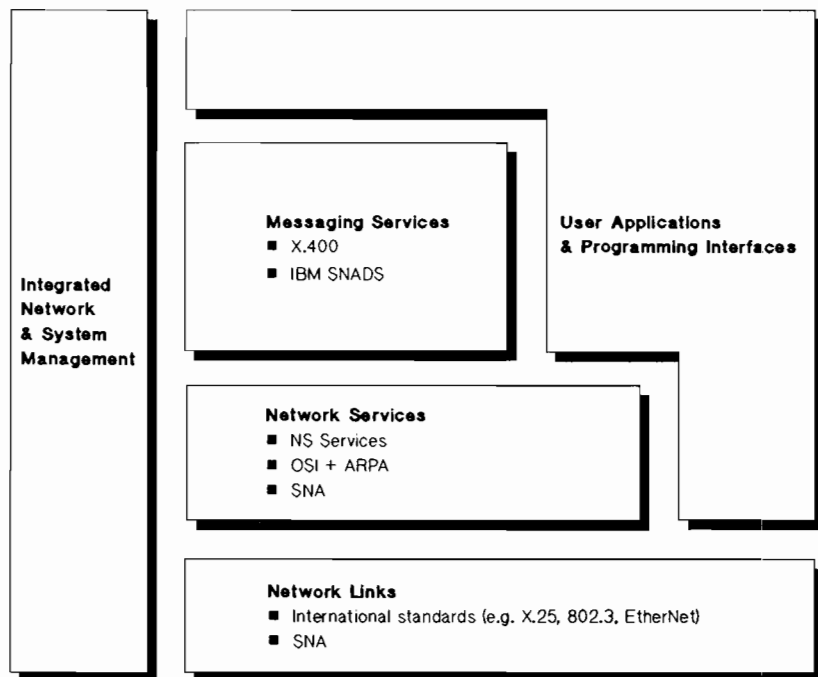 Integrated
Network
& System
Management
Messaging Services
■ X.400
■ IBM SNADS
User Applications
& Programming Interfaces
Network Services
■ NS Services
■ OSI + ARPA
■ SNA
Network Links
■ International standards (e.g. X.25, 802.3, EtherNet)
■ SNA